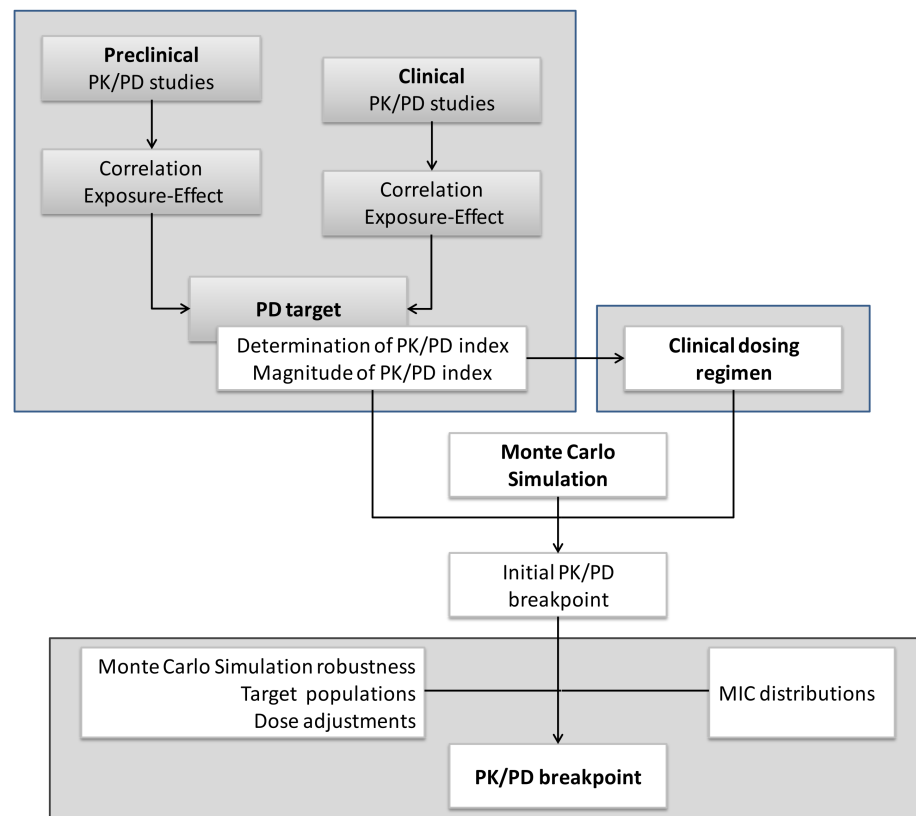 Preclinical
PK/PD studies
Clinical
PK/PD studies
Correlation
Exposure-Effect
Correlation
Exposure-Effect
PD target
Determination of PK/PD index
Magnitude of PK/PD index
Clinical dosing
regimen
Monte Carlo
Simulation
Initial PK/PD
breakpoint
Monte Carlo Simulation robustness
Target populations
Dose adjustments
MIC distributions
PK/PD breakpoint